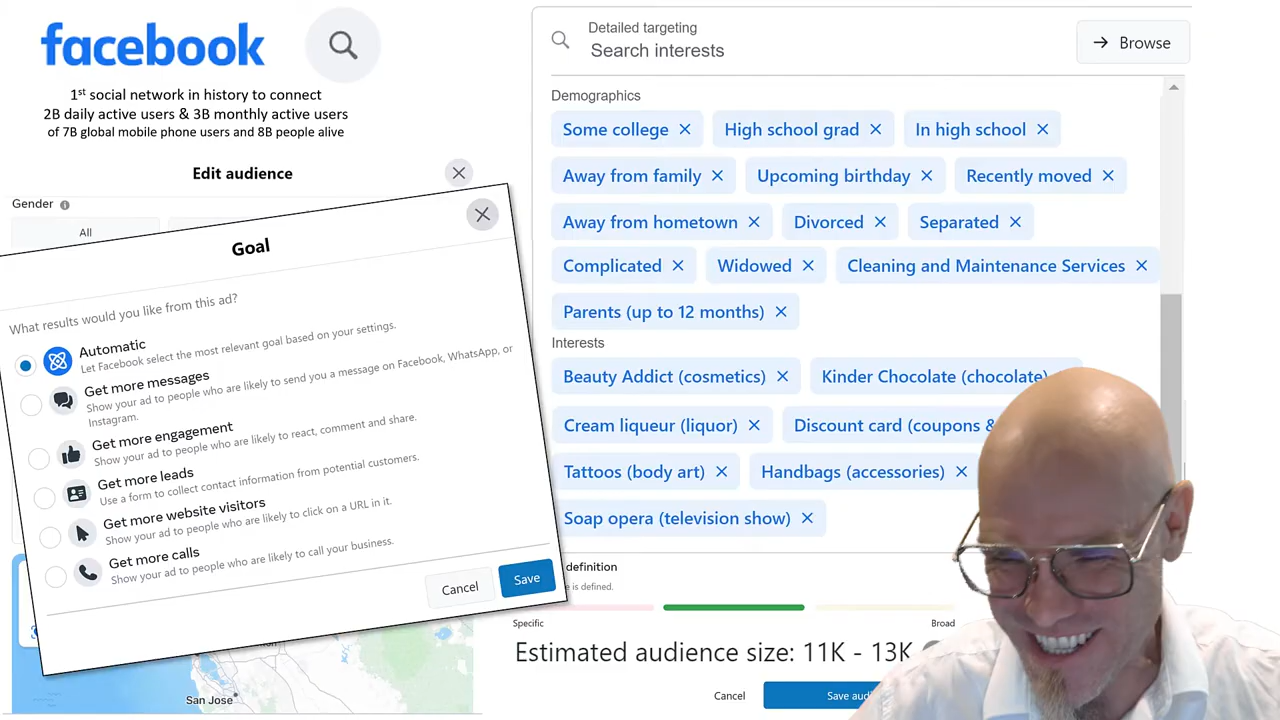 facebook
1st social network in history to connect
2B daily active users & 3B monthly active users
of 7B global mobile phone users and 8B people alive
Edit audience
Gender
All
Goal
What results would you like from this ad?
Automatic
Let Facebook select the most relevant goal based on your settings.
Get more messages
Show your ad to people who are likely to send you a message on Facebook, WhatsApp, or
Instagram.
Get more engagement
Show your ad to people who are likely to react, comment and share.
Get more leads
Use a form to collect contact information from potential customers.
Get more website visitors
Show your ad to people who are likely to click on a URL in it.
Get more calls
Show your ad to people who are likely to call your business.
Cancel Save
San Jose
Detailed targeting
Search interests
Browse
Demographics
Some college High school grad In high school
Away from family Upcoming birthday Recently moved
Away from hometown Divorced Separated
Complicated Widowed Cleaning and Maintenance Services
Parents (up to 12 months)
Interests
Beauty Addict (cosmetics) Kinder Chocolate (chocolate)
Cream liqueur (liquor) Discount card (coupons &
Tattoos (body art) Handbags (accessories)
Soap opera (television show)
definition
is defined.
Specific Broad
Estimated audience size: 11K - 13K
Cancel Save